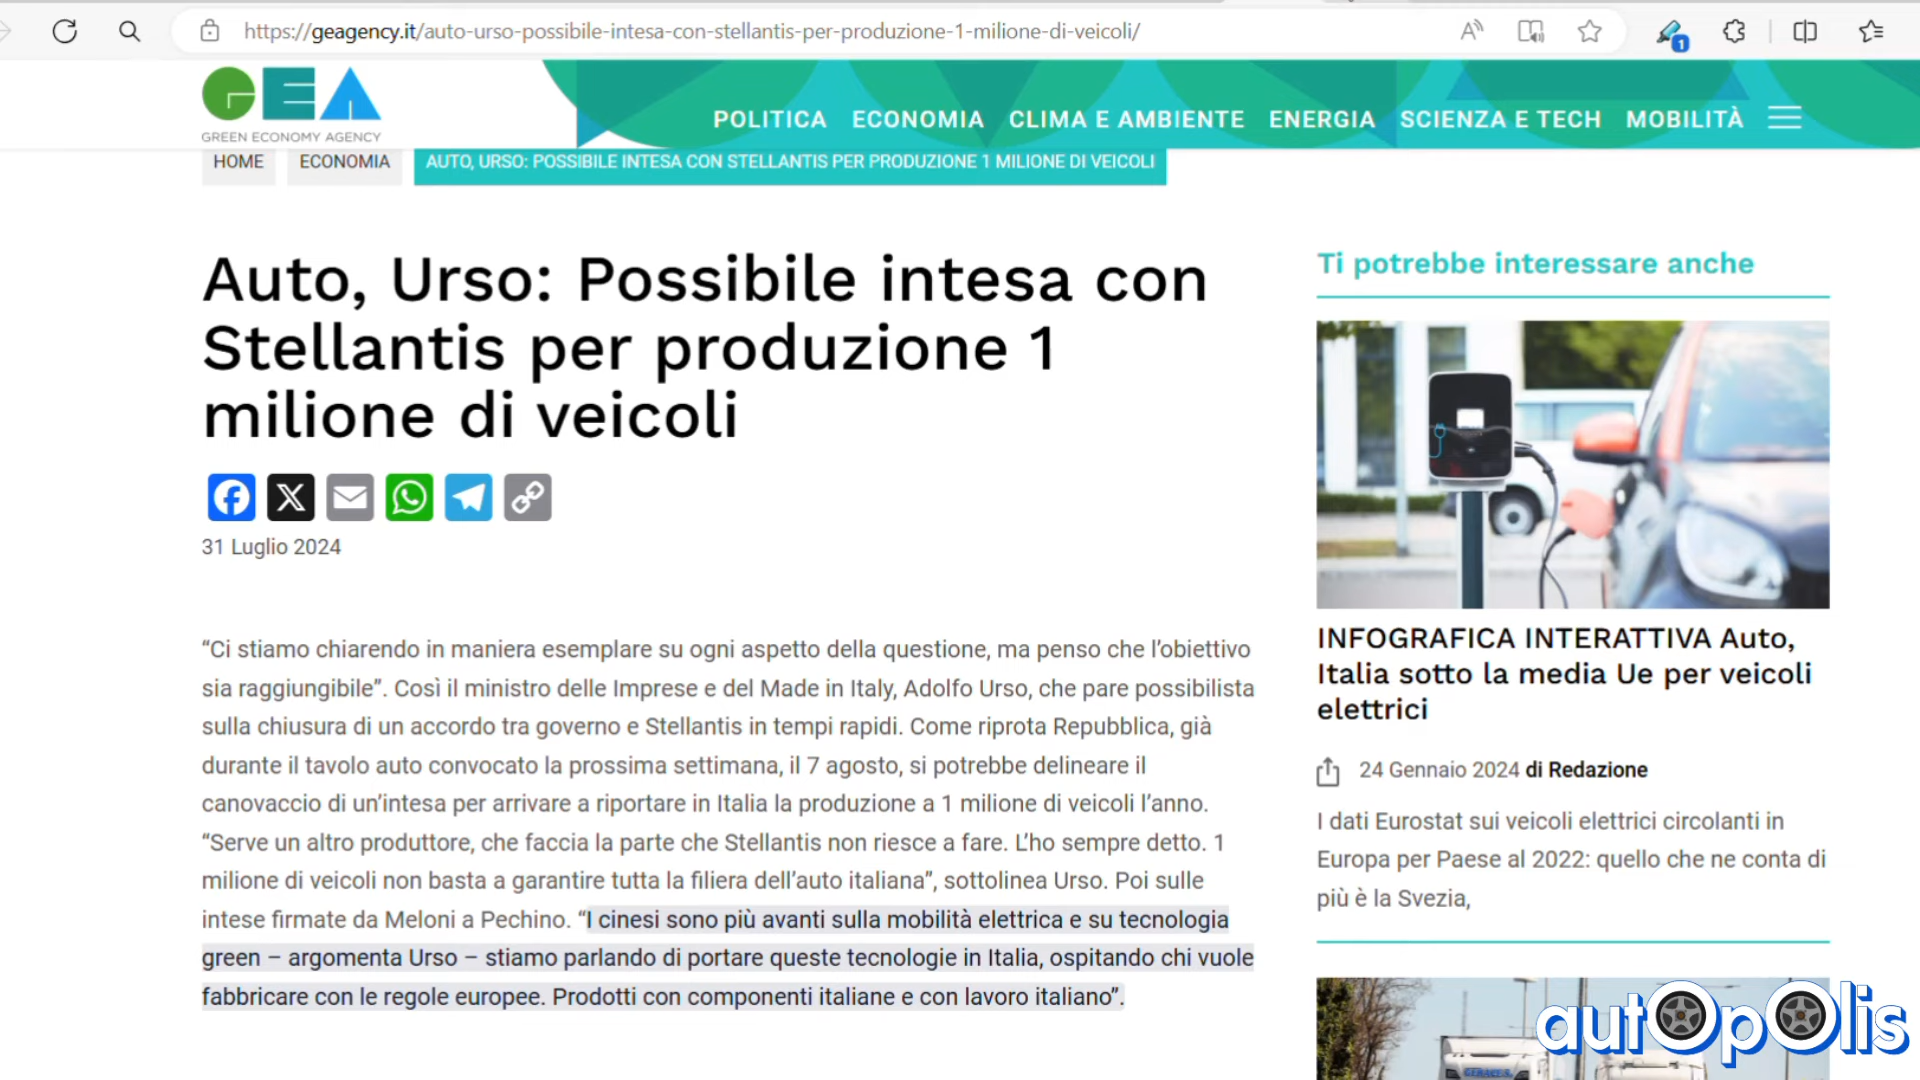 https://geagency.it/auto-urso-possibile-intesa-con-stellantis-per-produzione-1-milione-di-veicoli/
1
GEA
GREEN ECONOMY AGENCY
POLITICA ECONOMIA CLIMA E AMBIENTE ENERGIA SCIENZA E TECH MOBILITÀ
HOME ECONOMIA AUTO, URSO: POSSIBILE INTESA CON STELLANTIS PER PRODUZIONE 1 MILIONE DI VEICOLI
Auto, Urso: Possibile intesa con
Stellantis per produzione 1
milione di veicoli
31 Luglio 2024
“Ci stiamo chiarendo in maniera esemplare su ogni aspetto della questione, ma penso che l’obiettivo
sia raggiungibile”. Così il ministro delle Imprese e del Made in Italy, Adolfo Urso, che pare possibilista
sulla chiusura di un accordo tra governo e Stellantis in tempi rapidi. Come riprota Repubblica, già
durante il tavolo auto convocato la prossima settimana, il 7 agosto, si potrebbe delineare il
canovaccio di un’intesa per arrivare a riportare in Italia la produzione a 1 milione di veicoli l’anno.
“Serve un altro produttore, che faccia la parte che Stellantis non riesce a fare. L’ho sempre detto. 1
milione di veicoli non basta a garantire tutta la filiera dell’auto italiana”, sottolinea Urso. Poi sulle
intese firmate da Meloni a Pechino. “I cinesi sono più avanti sulla mobilità elettrica e su tecnologia
green – argomenta Urso – stiamo parlando di portare queste tecnologie in Italia, ospitando chi vuole
fabbricare con le regole europee. Prodotti con componenti italiane e con lavoro italiano”.
Ti potrebbe interessare anche
INFOGRAFICA INTERATTIVA Auto,
Italia sotto la media Ue per veicoli
elettrici
24 Gennaio 2024 di Redazione
I dati Eurostat sui veicoli elettrici circolanti in
Europa per Paese al 2022: quello che ne conta di
più è la Svezia,
autopolis